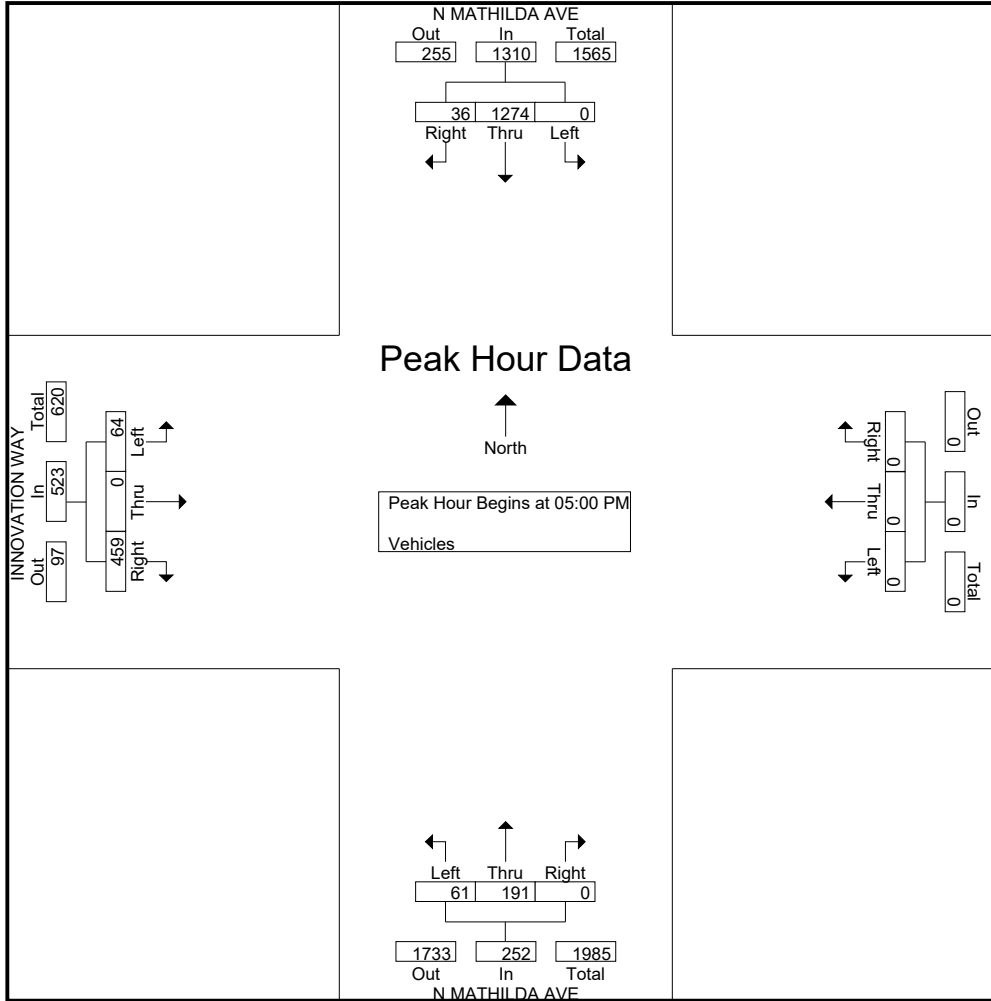 N MATHILDA AVE
Out In Total
255 1310 1565
36 1274 0
Right Thru Left
Peak Hour Data
North
Peak Hour Begins at 05:00 PM
Vehicles
INNOVATION WAY
Total In Out
620 523 97
64 0 459
Left Thru Right
Out In Total
0 0 0
Right Thru Left
0 0 0
Left Thru Right
61 191 0
1733 252 1985
Out In Total
N MATHILDA AVE